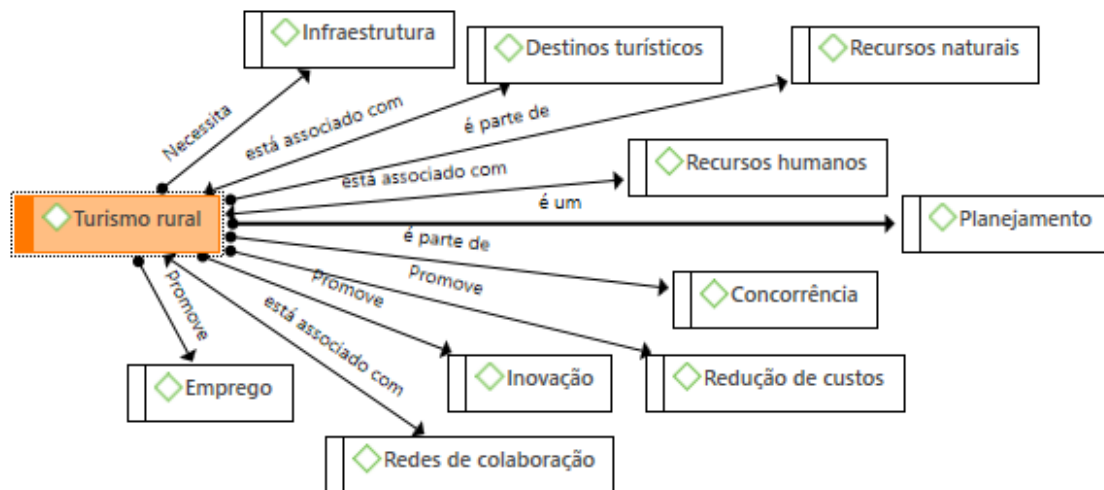 Infraestrutura
Destinos turísticos
Recursos naturais
Necessita
está associado com
é parte de
Recursos humanos
está associado com
é um
Turismo rural
Planejamento
é parte de
Promove
Concorrência
Promove
Promove
está associado com
Inovação
Redução de custos
Emprego
Redes de colaboração